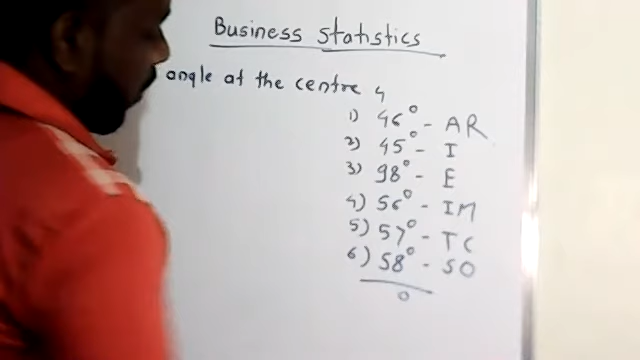 Business Statistics
angle at the centre 4
1) 46° - AR
2) 45° - I
3) 98° - E
4) 56° - IM
5) 57° - TC
6) 58° - SO
0